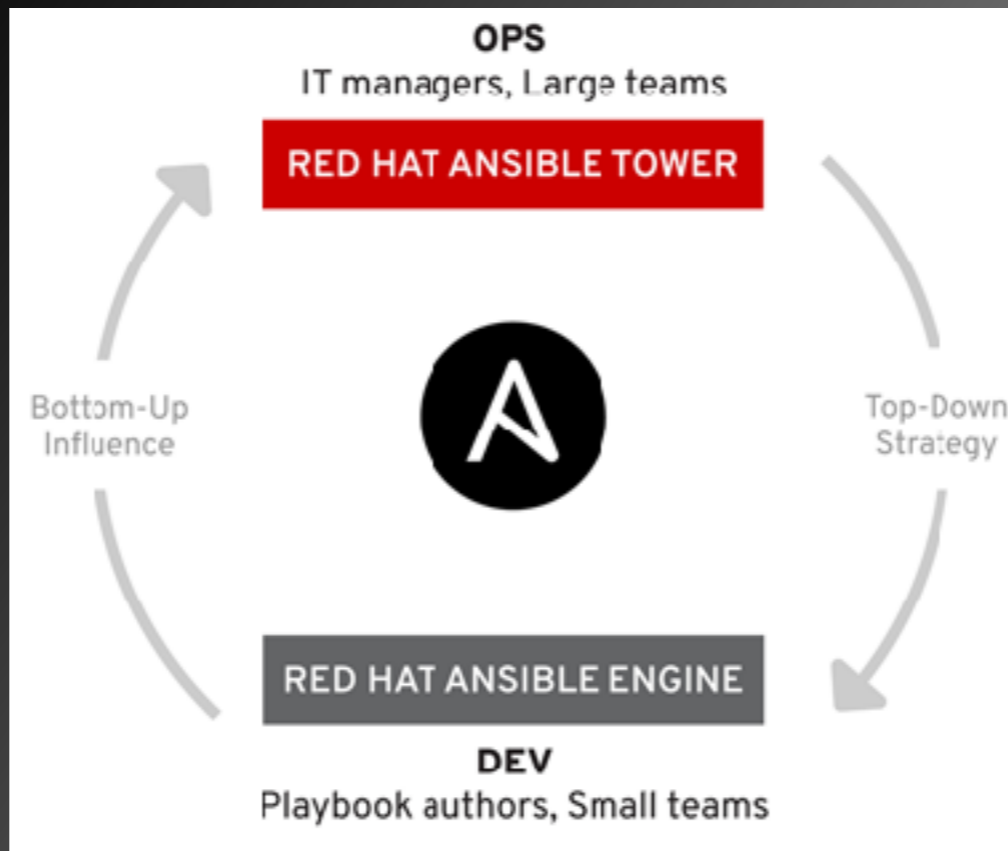 OPS
IT managers, Large teams
RED HAT ANSIBLE TOWER
Bottom-Up
Influence
Top-Down
Strategy
RED HAT ANSIBLE ENGINE
DEV
Playbook authors, Small teams